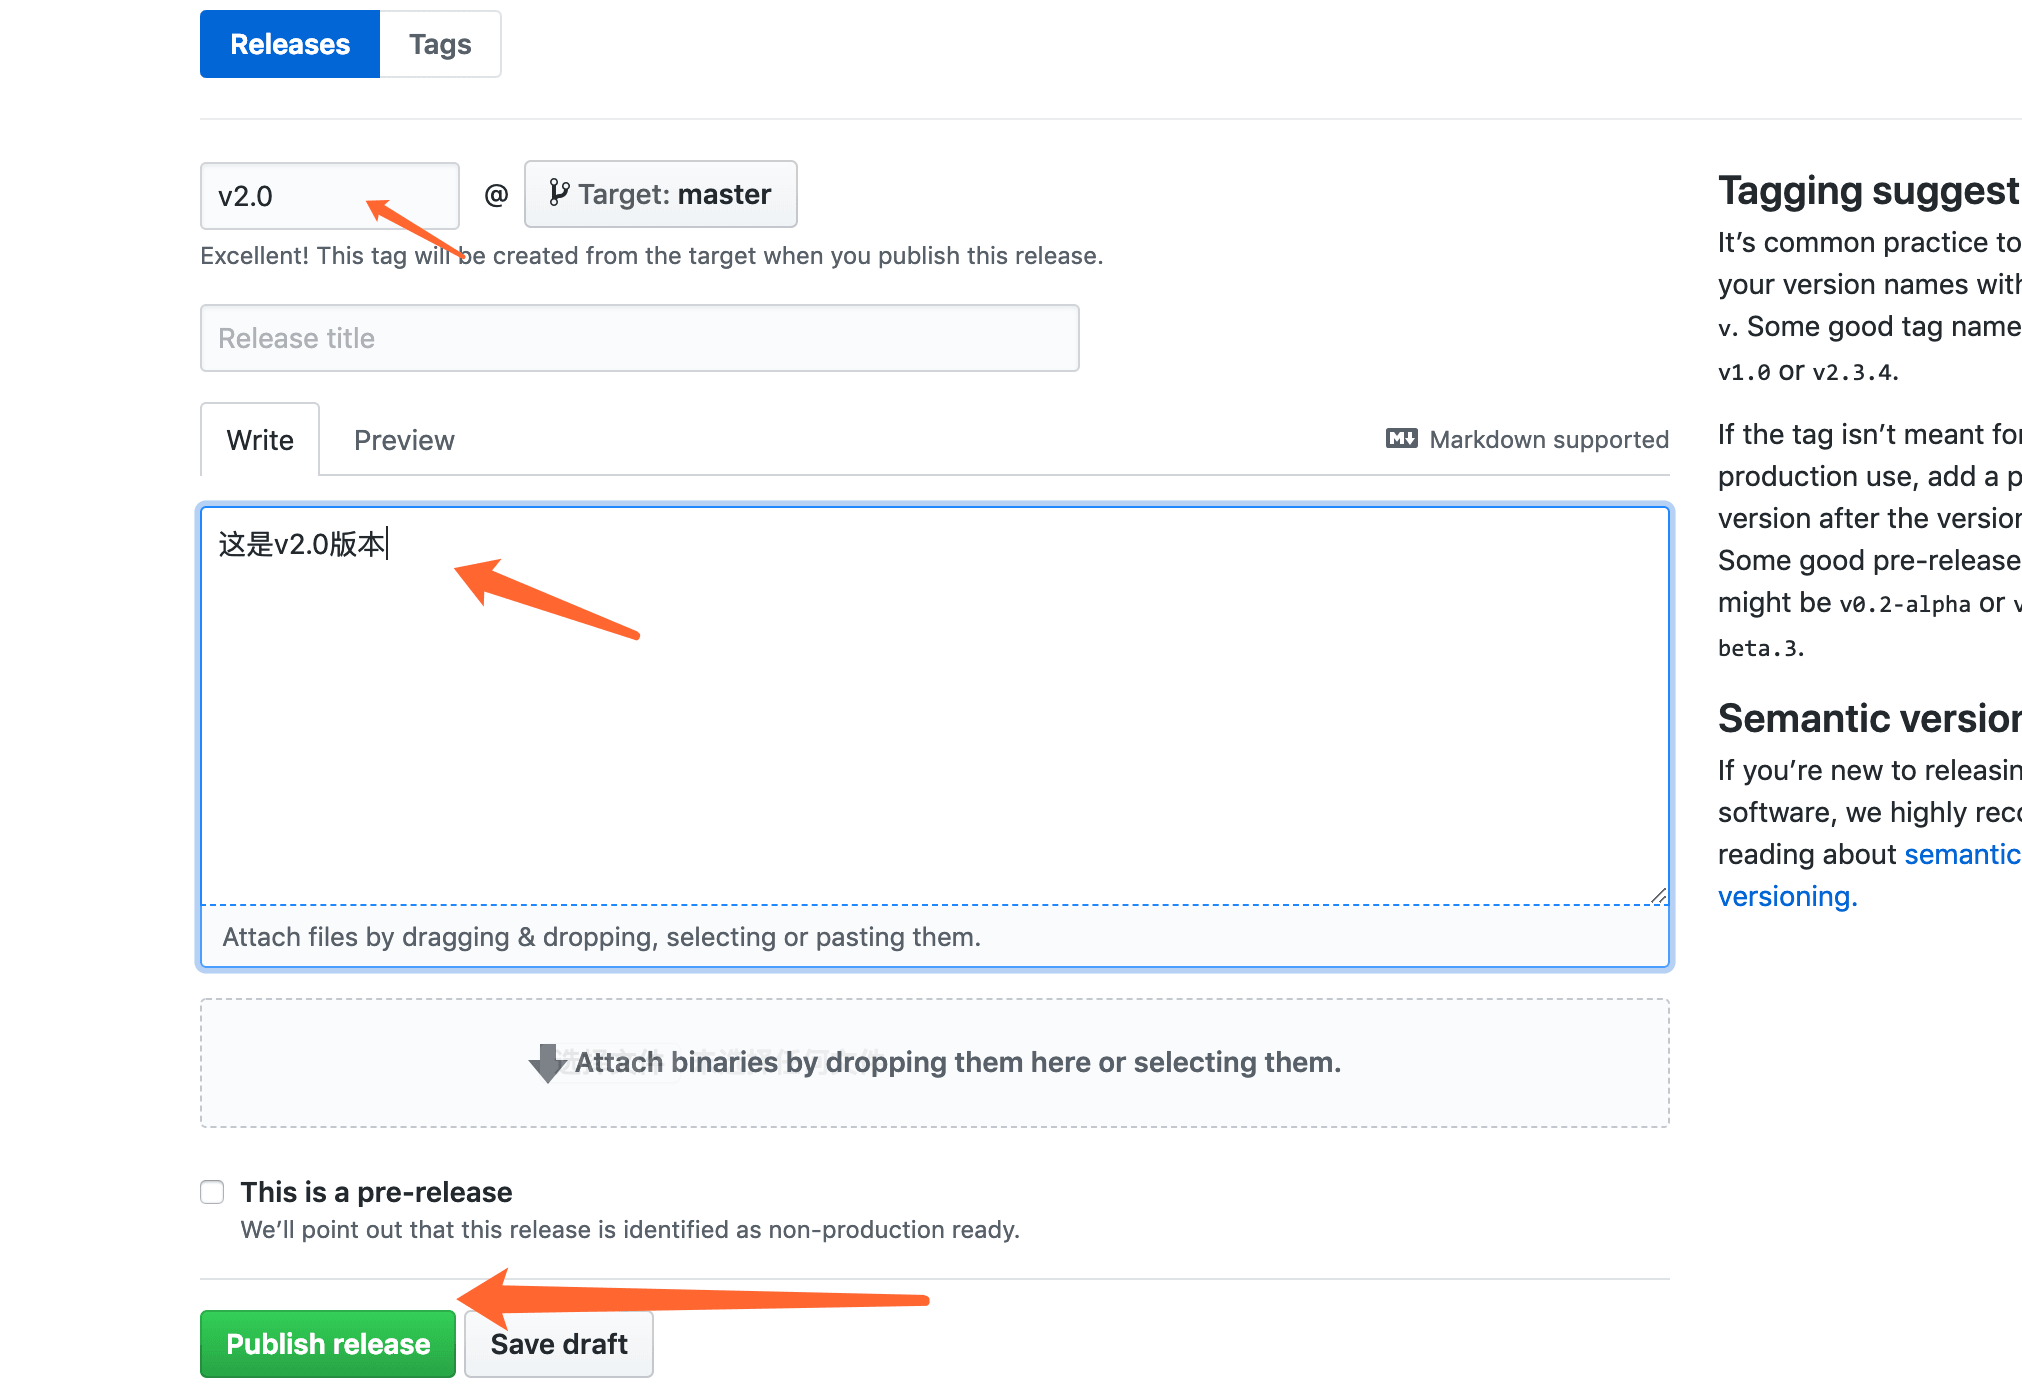 Releases Tags
v2.0 @ Target: master
Excellent! This tag will be created from the target when you publish this release.
Release title
Write Preview Markdown supported
这是v2.0版本
Attach files by dragging & dropping, selecting or pasting them.
Attach binaries by dropping them here or selecting them.
This is a pre-release
We’ll point out that this release is identified as non-production ready.
Publish release Save draft
Tagging suggest
It’s common practice to
your version names with
v. Some good tag name
v1.0 or v2.3.4.
If the tag isn’t meant for
production use, add a p
version after the version
Some good pre-release
might be v0.2-alpha or v
beta.3.
Semantic version
If you’re new to releasin
software, we highly reco
reading about semantic
versioning.